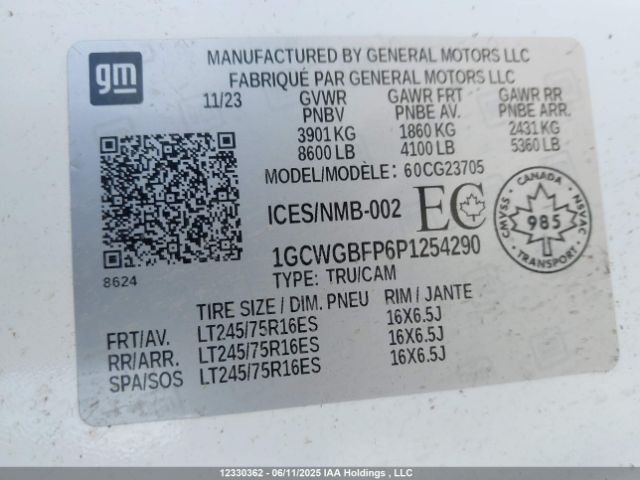 gm
MANUFACTURED BY GENERAL MOTORS LLC
FABRIQUÉ PAR GENERAL MOTORS LLC
11/23 GVWR GAWR FRT GAWR RR
PNBV PNBE AV. PNBE ARR.
3901 KG 1860 KG 2431 KG
8600 LB 4100 LB 5360 LB
MODEL/MODÈLE: 60CG23705
ICES/NMB-002 EC
CANADA
CMVSS 985 NSVAC
TRANSPORT
1GCWGBFP6P1254290
TYPE: TRU/CAM
8624
TIRE SIZE / DIM. PNEU RIM / JANTE
FRT/AV. LT245/75R16ES 16X6.5J
RR/ARR. LT245/75R16ES 16X6.5J
SPA/SOS LT245/75R16ES 16X6.5J
12330362 - 06/11/2025 IAA Holdings , LLC